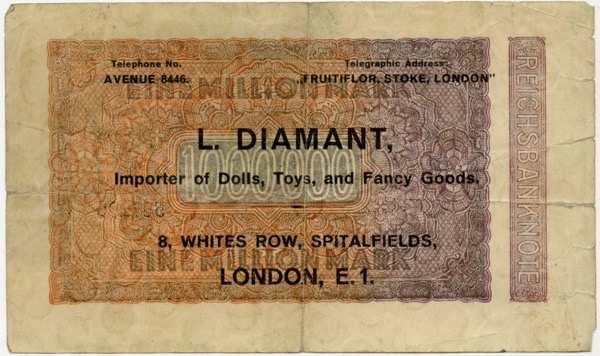 Telephone No. Telegraphic Address:
AVENUE 8446. „FRUITIFLOR, STOKE, LONDON"
EINE MILLION MARK
L. DIAMANT,
1000000
Importer of Dolls, Toys, and Fancy Goods.
8, WHITES ROW, SPITALFIELDS,
EINE MILLION MARK
LONDON, E.1.
REICHSBANKNOTE